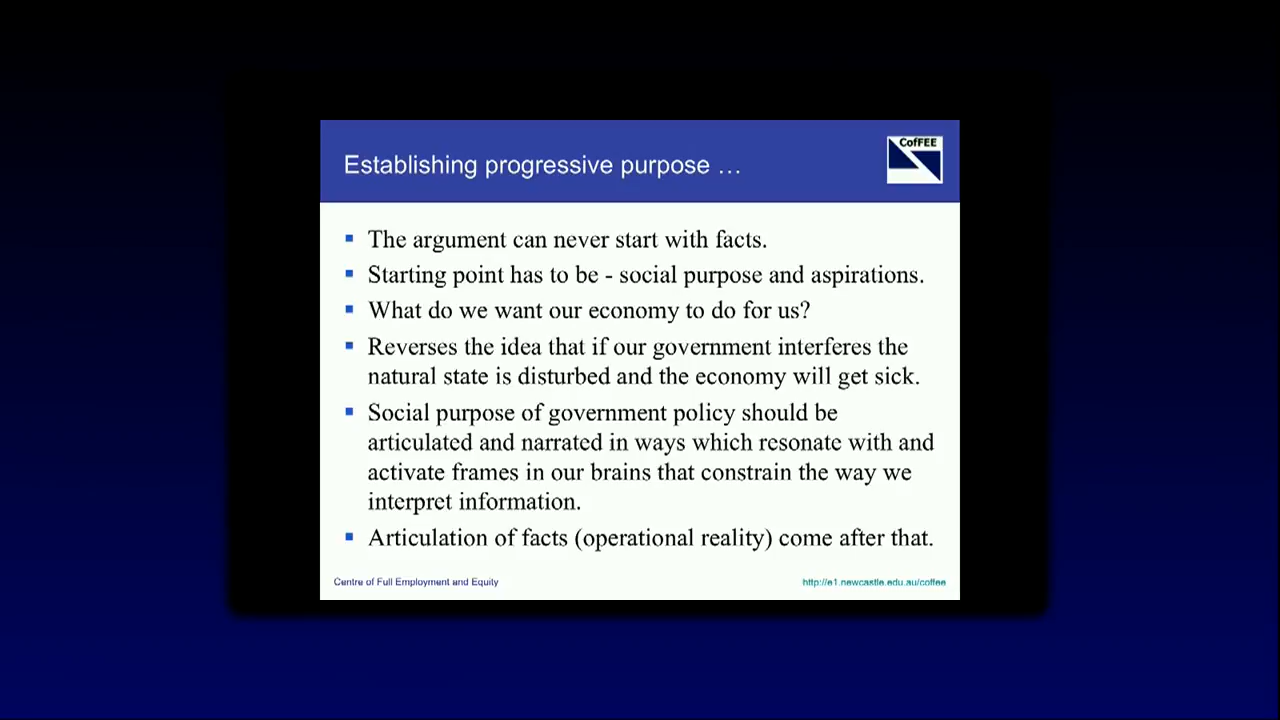 Establishing progressive purpose …
CofFEE
▪ The argument can never start with facts.
▪ Starting point has to be - social purpose and aspirations.
▪ What do we want our economy to do for us?
▪ Reverses the idea that if our government interferes the
natural state is disturbed and the economy will get sick.
▪ Social purpose of government policy should be
articulated and narrated in ways which resonate with and
activate frames in our brains that constrain the way we
interpret information.
▪ Articulation of facts (operational reality) come after that.
Centre of Full Employment and Equity
http://e1.newcastle.edu.au/coffee